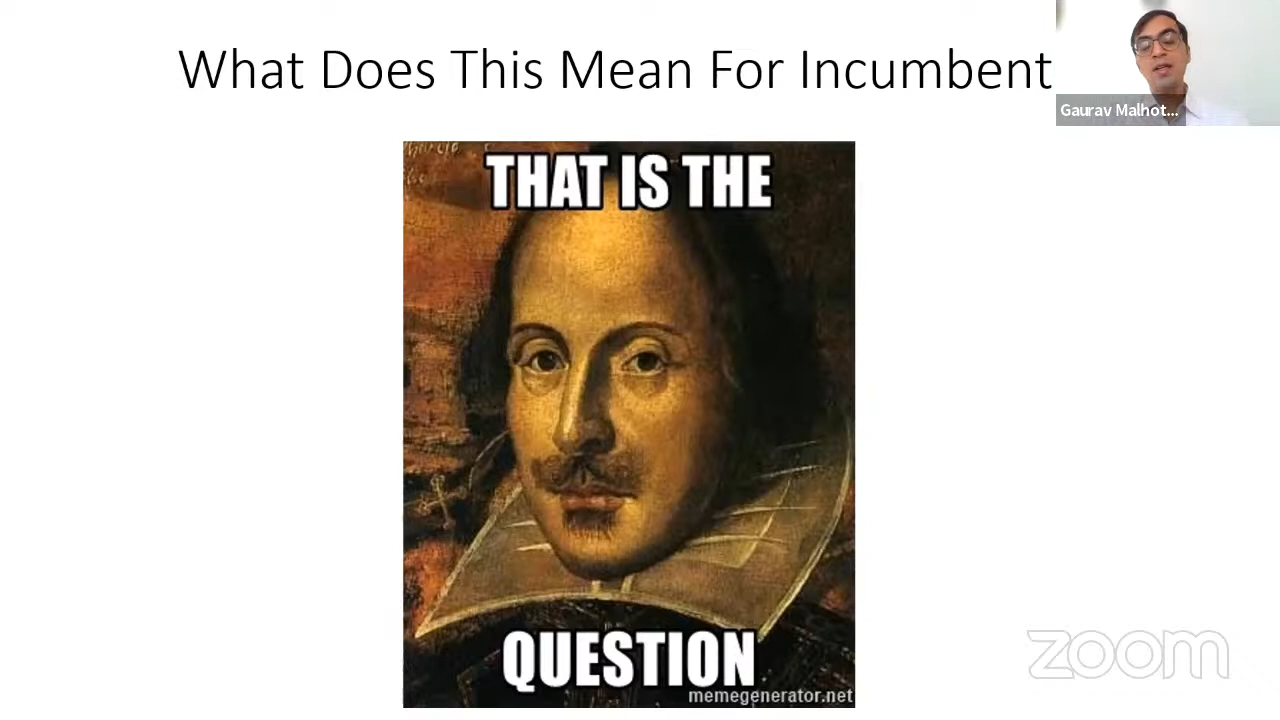 What Does This Mean For Incumbent
Gaurav Malhot...
THAT IS THE
QUESTION
memegenerator.net
zoom